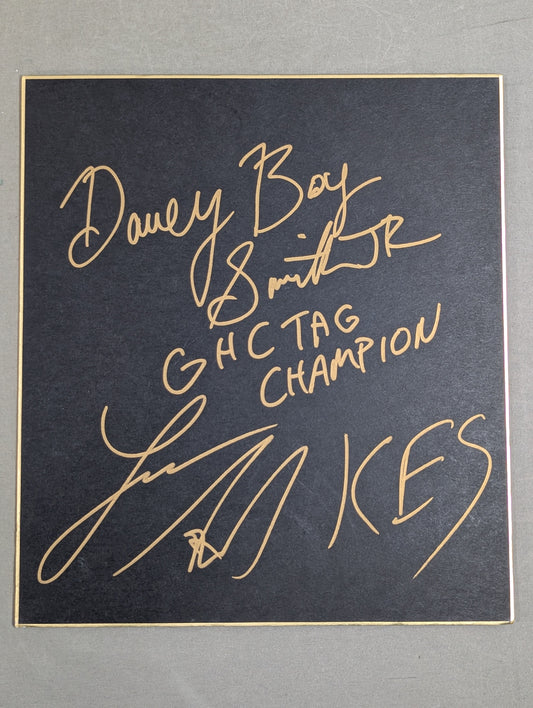 Davey Boy
Smith JR
GHC TAG
CHAMPION
KES